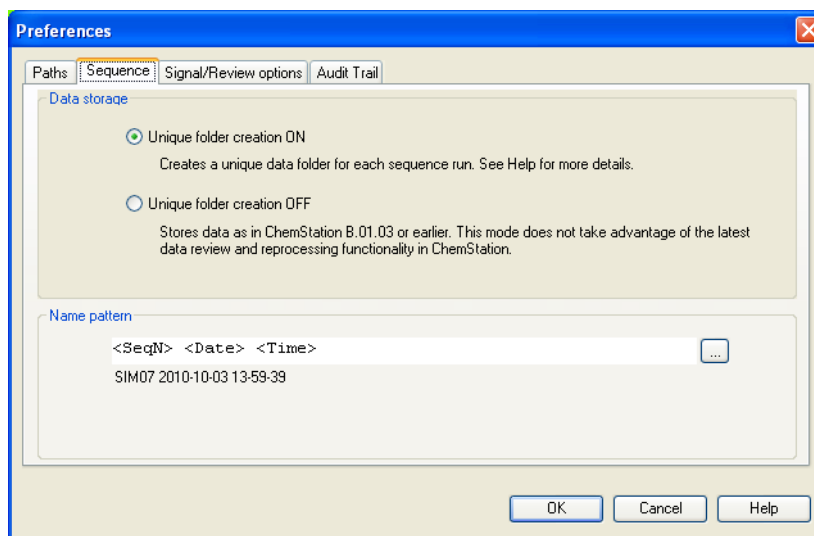 Preferences
Paths Sequence Signal/Review options Audit Trail
Data storage
Unique folder creation ON
Creates a unique data folder for each sequence run. See Help for more details.
Unique folder creation OFF
Stores data as in ChemStation B.01.03 or earlier. This mode does not take advantage of the latest
data review and reprocessing functionality in ChemStation.
Name pattern
<SeqN> <Date> <Time>
...
SIM07 2010-10-03 13-59-39
OK Cancel Help